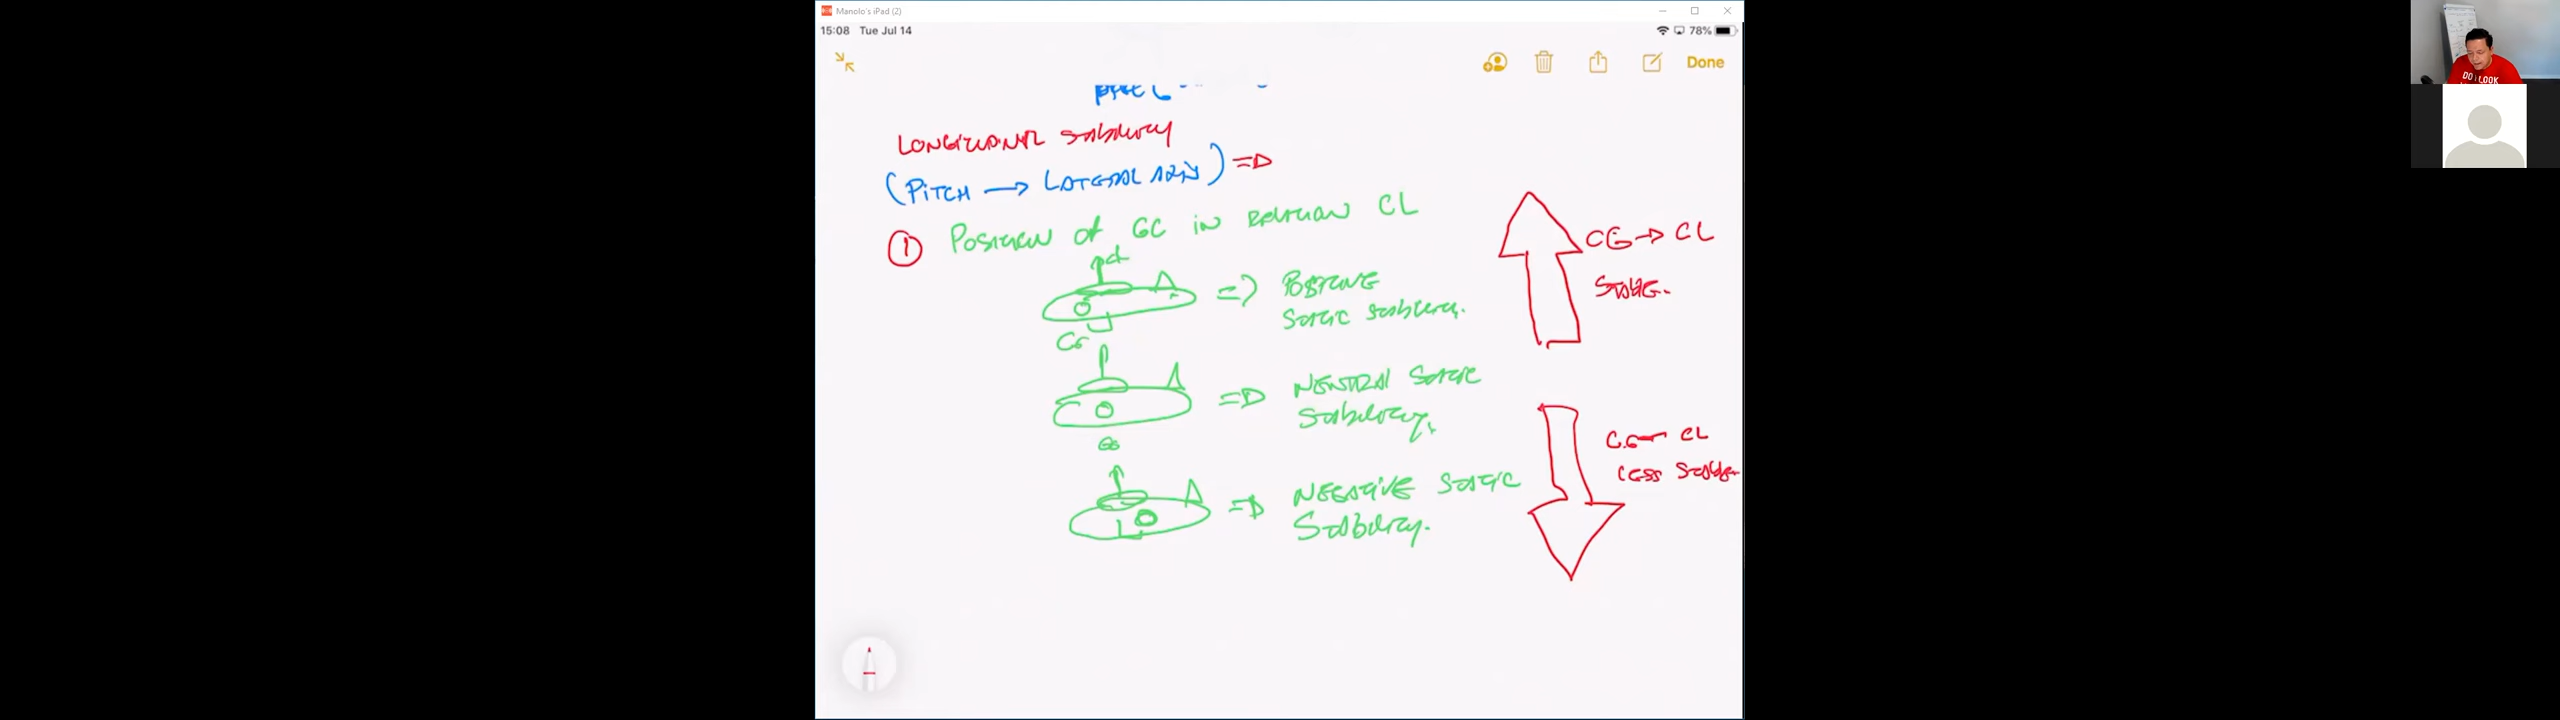 Manolo's iPad (2)
15:08 Tue Jul 14
78%
Done
LONGITUDINAL Stability
(PITCH → LATERAL AXIS) =>
① Position of GC in relation CL
CL
=> Positive
Static Stability.
CG
=> NEUTRAL Static
Stability.
=> NEGATIVE STATIC
Stability.
CG → CL
Stable.
CG CL
Less Stable
DO I LOOK